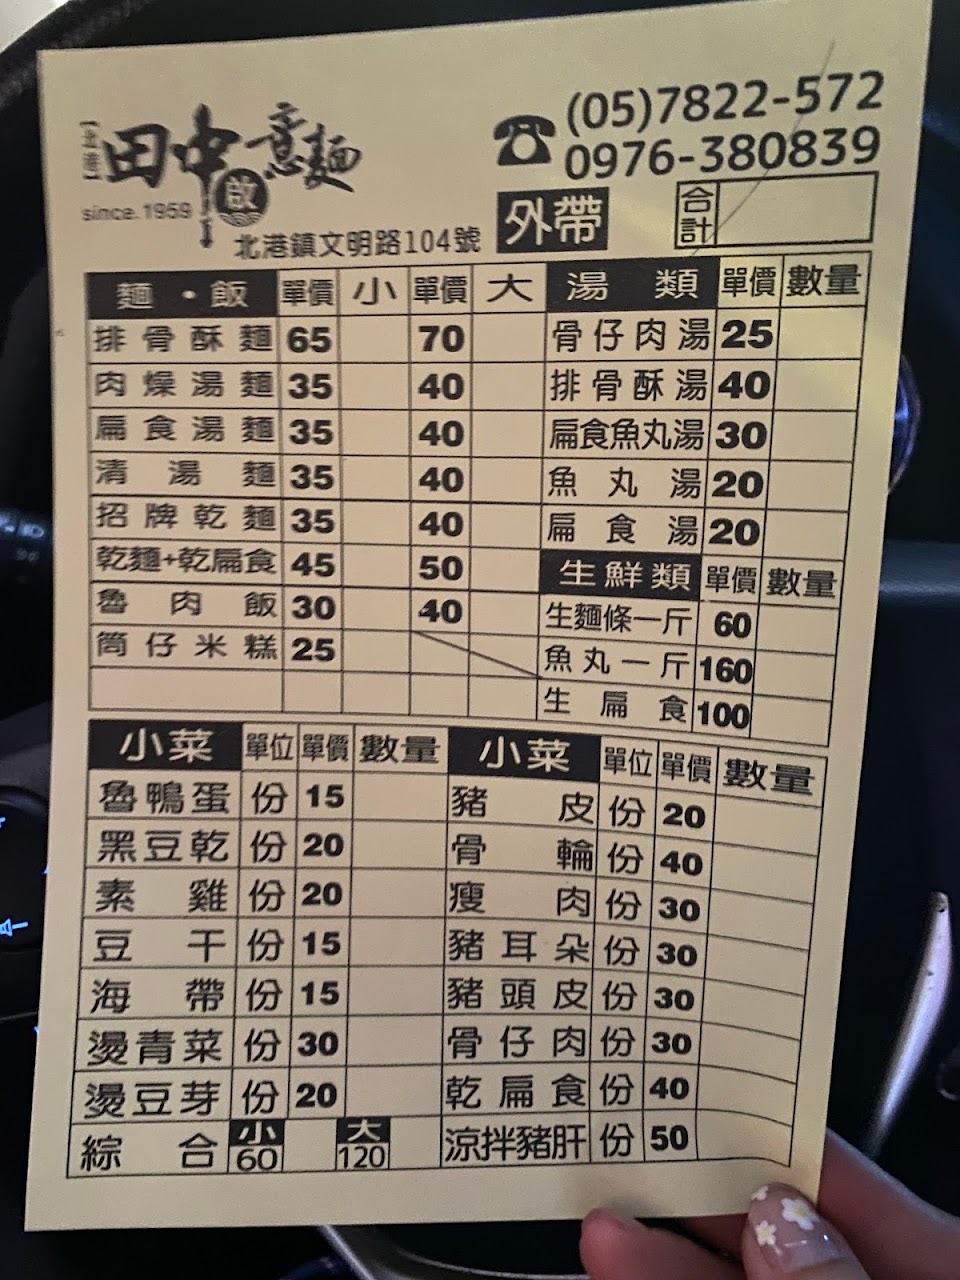 【北港】
田中意麵
啟
since.1959
北港鎮文明路104號
(05)7822-572
0976-380839
外帶
合計
麵・飯 單價 小 單價 大
排骨酥麵 65 70
肉燥湯麵 35 40
扁食湯麵 35 40
清湯麵 35 40
招牌乾麵 35 40
乾麵+乾扁食 45 50
魯肉飯 30 40
筒仔米糕 25
湯類 單價 數量
骨仔肉湯 25
排骨酥湯 40
扁食魚丸湯 30
魚丸湯 20
扁食湯 20
生鮮類 單價 數量
生麵條一斤 60
魚丸一斤 160
生扁食 100
小菜 單位 單價 數量
魯鴨蛋 份 15
黑豆乾 份 20
素雞 份 20
豆干 份 15
海帶 份 15
燙青菜 份 30
燙豆芽 份 20
綜合 小 60 大 120
小菜 單位 單價 數量
豬皮 份 20
骨輪 份 40
瘦肉 份 30
豬耳朵 份 30
豬頭皮 份 30
骨仔肉 份 30
乾扁食 份 40
涼拌豬肝 份 50